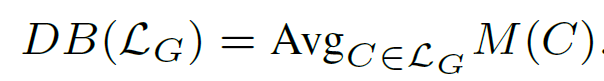 DB(ℒ_G) = Avg_{C∈ℒ_G} M(C).